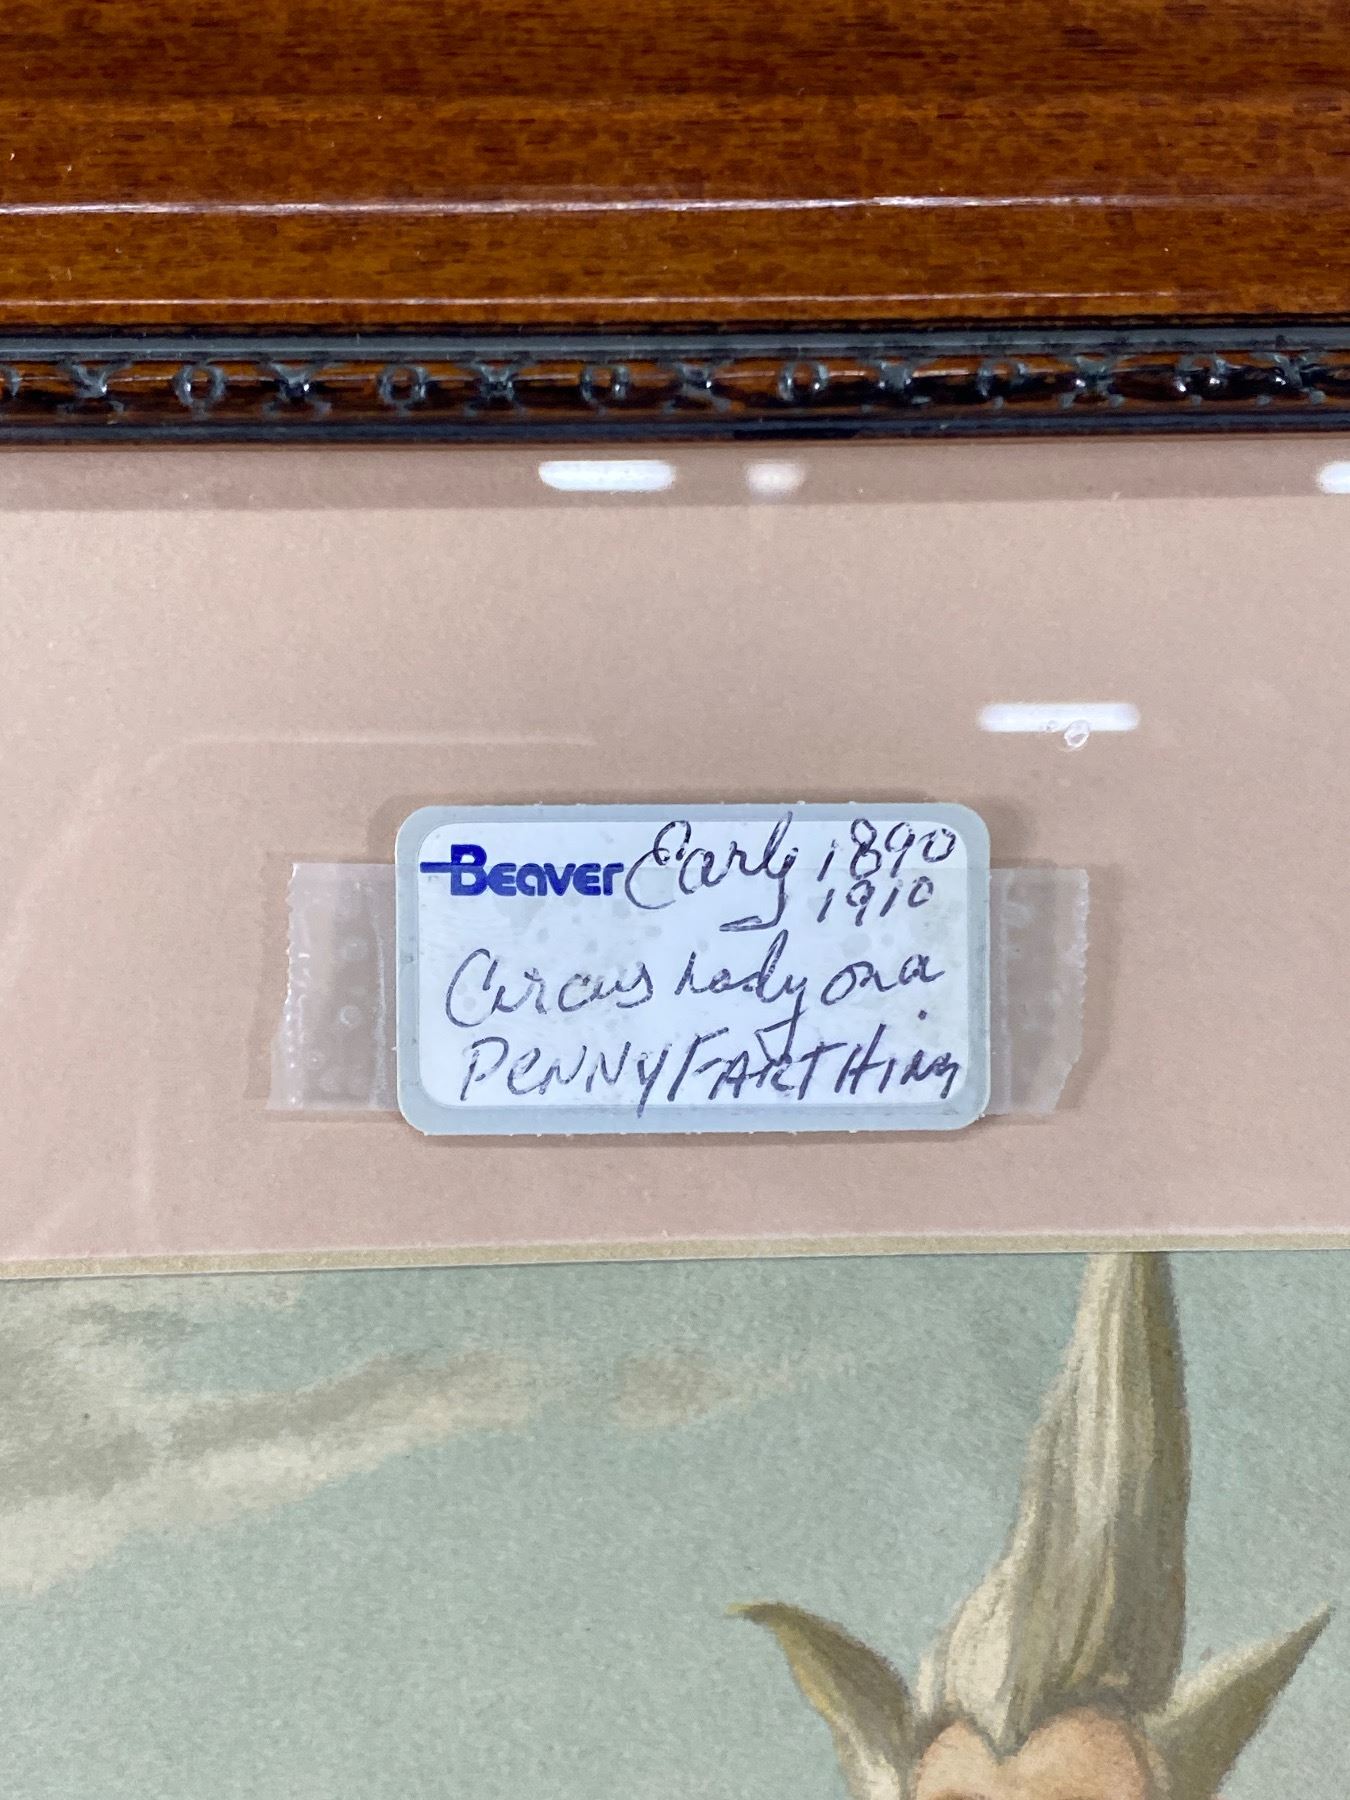 Beaver Early 1890
1910
Circus Lady on a
PENNYFARTHING